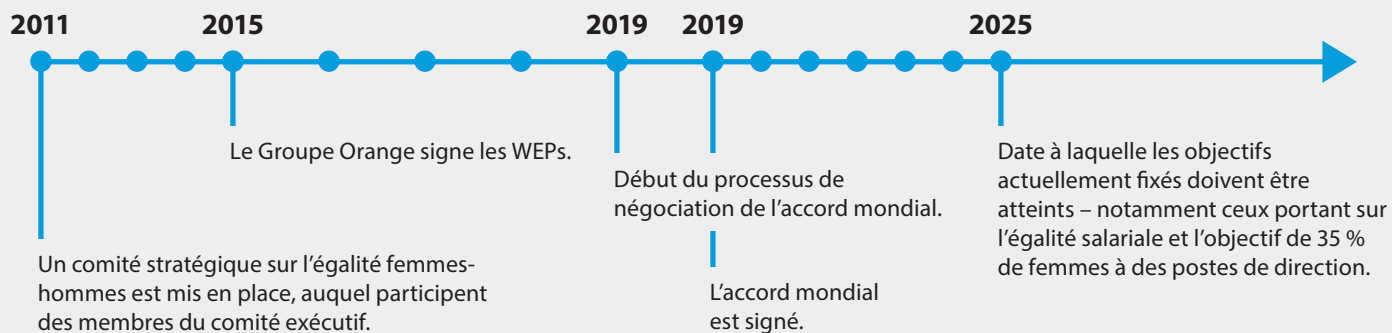 2011 2015 2019 2019 2025
Le Groupe Orange signe les WEPs.
Un comité stratégique sur l’égalité femmes-
hommes est mis en place, auquel participent
des membres du comité exécutif.
Début du processus de
négociation de l’accord mondial.
L’accord mondial
est signé.
Date à laquelle les objectifs
actuellement fixés doivent être
atteints – notamment ceux portant sur
l’égalité salariale et l’objectif de 35 %
de femmes à des postes de direction.